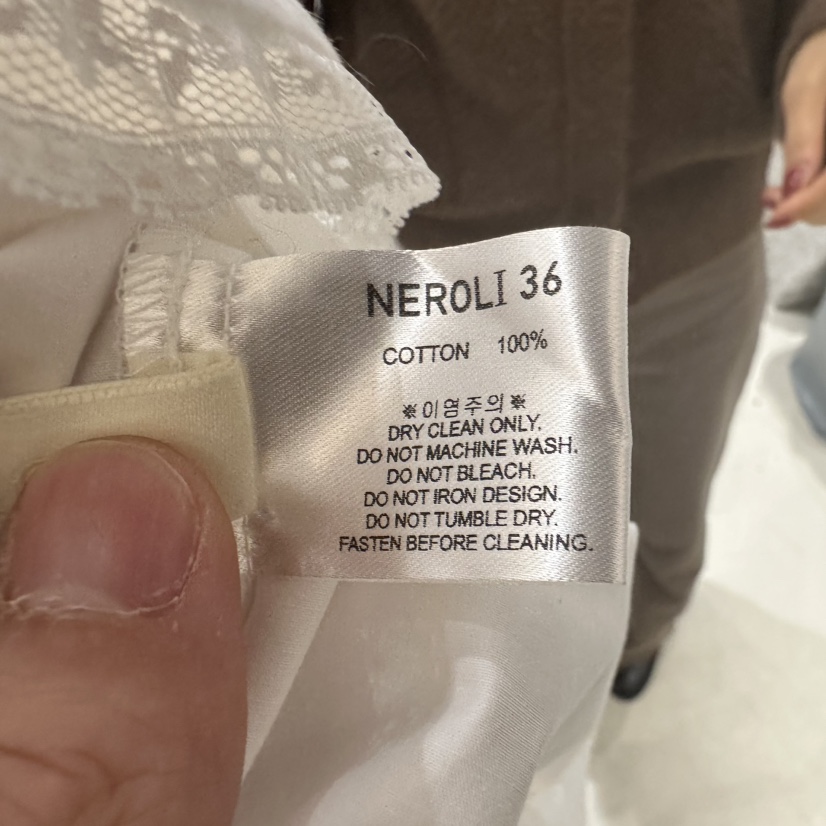 NEROLI 36
COTTON 100%
※이염주의※
DRY CLEAN ONLY.
DO NOT MACHINE WASH.
DO NOT BLEACH.
DO NOT IRON DESIGN.
DO NOT TUMBLE DRY.
FASTEN BEFORE CLEANING.